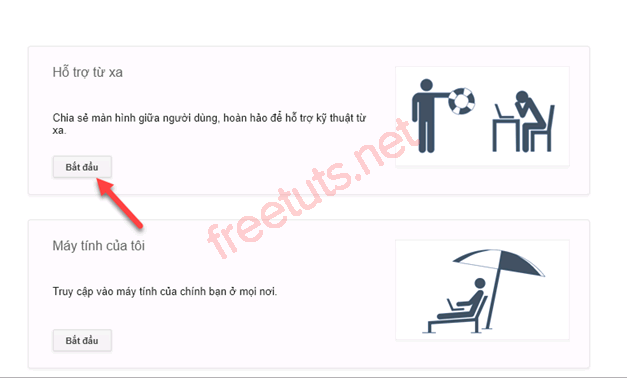 Hỗ trợ từ xa
Chia sẻ màn hình giữa người dùng, hoàn hảo để hỗ trợ kỹ thuật từ
xa.
Bắt đầu
freetuts.net
Máy tính của tôi
Truy cập vào máy tính của chính bạn ở mọi nơi.
Bắt đầu